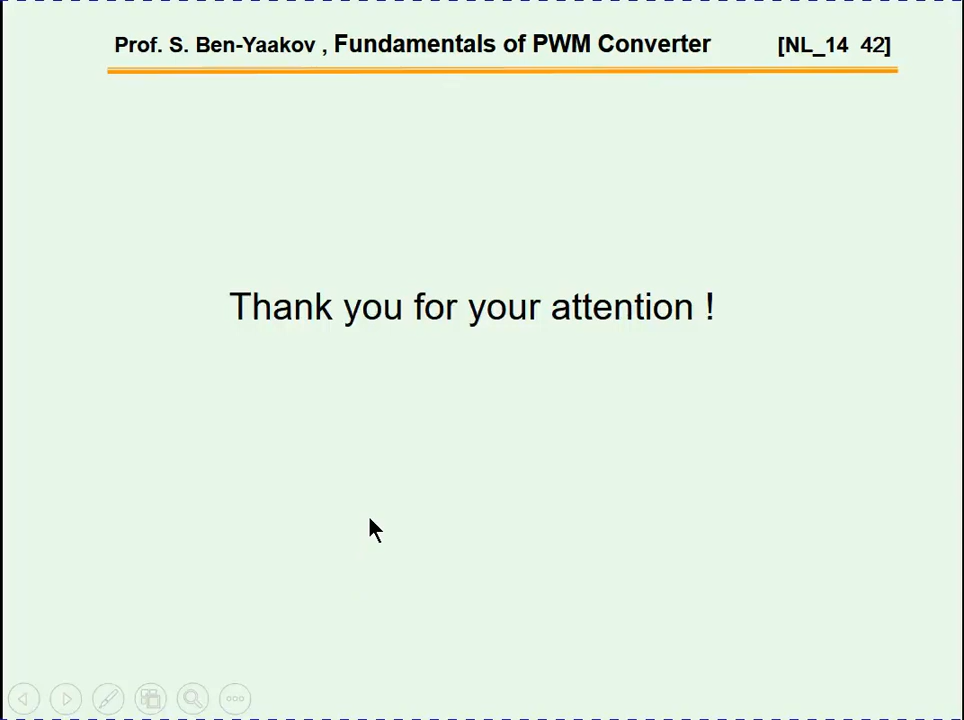 Prof. S. Ben-Yaakov , Fundamentals of PWM Converter [NL_14 42]
Thank you for your attention !